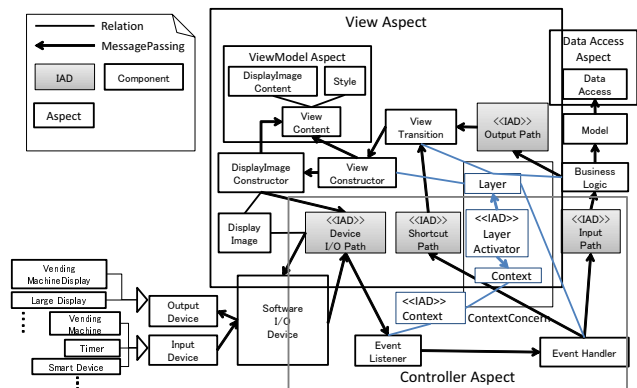 Relation
MessagePassing
IAD
Component
Aspect
View Aspect
ViewModel Aspect
DisplayImage
Content
Style
View
Content
View
Transition
<<IAD>>
Output Path
Data Access
Aspect
Data
Access
Model
Business
Logic
DisplayImage
Constructor
View
Constructor
Layer
Display
Image
<<IAD>>
Device
I/O Path
<<IAD>>
Shortcut
Path
<<IAD>>
Layer
Activator
<<IAD>>
Input
Path
Context
<<IAD>>
Context
ContextConcern
Vending
MachineDisplay
Large Display
Vending
Machine
Timer
Smart Device
Output
Device
Input
Device
Software
I/O
Device
Event
Listener
Event Handler
Controller Aspect